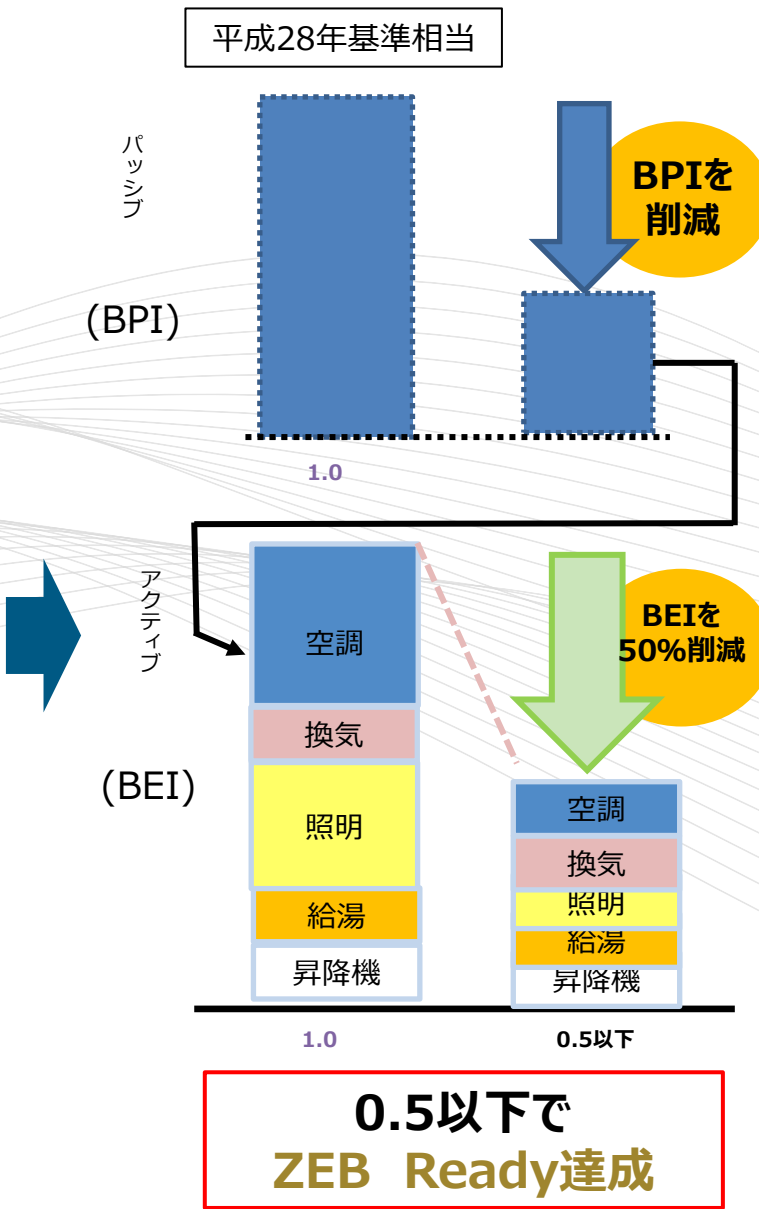 平成28年基準相当
パッシブ
(BPI)
BPIを
削減
1.0
アクティブ
(BEI)
空調
換気
照明
給湯
昇降機
BEIを
50%削減
空調
換気
照明
給湯
昇降機
1.0
0.5以下
0.5以下で
ZEB Ready達成